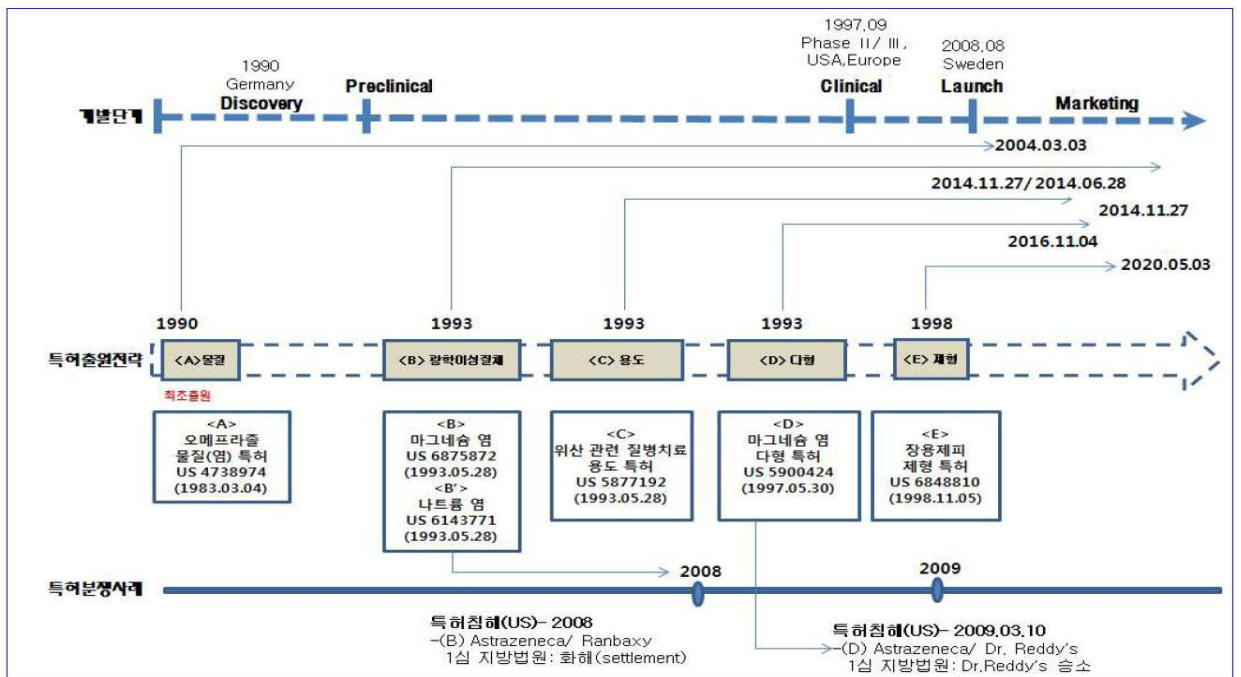 1990
Germany
Discovery
Preclinical
1997.09
Phase II/ III,
USA,Europe
Clinical
2008.08
Sweden
Launch
Marketing
개발단계
2004.03.03
2014.11.27/2014.06.28
2014.11.27
2016.11.04
2020.05.03
1990
1993
1993
1993
1998
특허출원전략
<A>물질
<B> 광학이성질체
<C> 용도
<D> 다형
<E> 제형
최초출원
<A>
오메프라졸
물질(염) 특허
US 4738974
(1983.03.04)
<B>
마그네슘 염
US 6875872
(1993.05.28)
<B'>
나트륨 염
US 6143771
(1993.05.28)
<C>
위산 관련 질병치료
용도 특허
US 5877192
(1993.05.28)
<D>
마그네슘 염
다형 특허
US 5900424
(1997.05.30)
<E>
장용제피
제형 특허
US 6848810
(1998.11.05)
특허분쟁사례
2008
2009
특허침해(US)- 2008
-(B) Astrazeneca/ Ranbaxy
1심 지방법원: 화해(settlement)
특허침해(US)- 2009.03.10
-(D) Astrazeneca/ Dr. Reddy's
1심 지방법원: Dr.Reddy's 승소